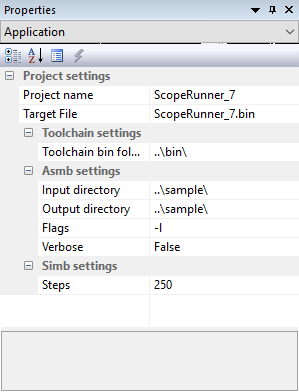 Properties
Application
Project settings
Project name ScopeRunner_7
Target File ScopeRunner_7.bin
Toolchain settings
Toolchain bin fol... ..\bin\
Asmb settings
Input directory ..\sample\
Output directory ..\sample\
Flags -l
Verbose False
Simb settings
Steps 250